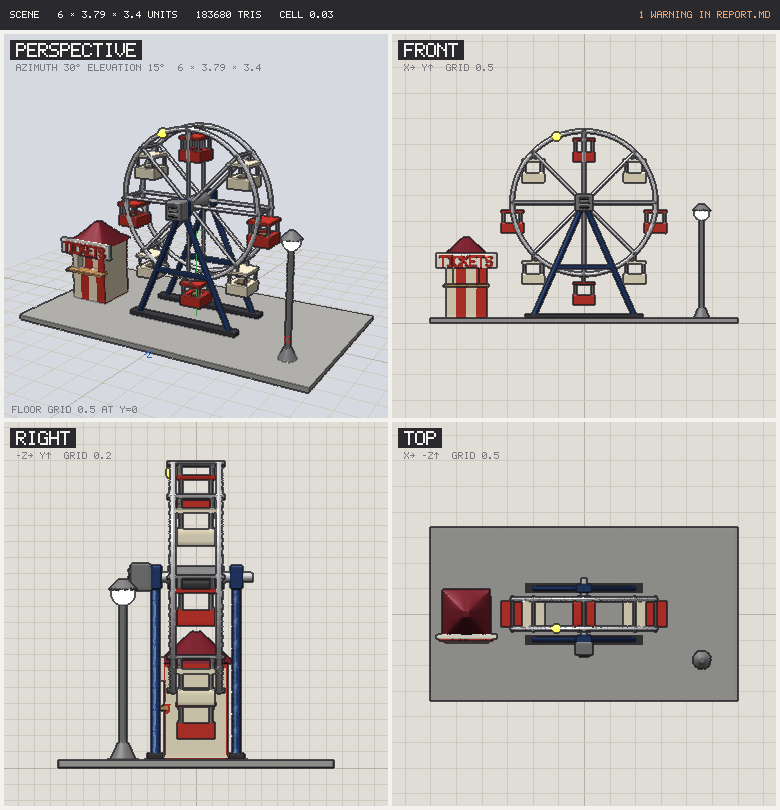 SCENE 6 × 3.79 × 3.4 UNITS 183680 TRIS CELL 0.03 1 WARNING IN REPORT.MD
PERSPECTIVE
AZIMUTH 30° ELEVATION 15° 6 × 3.79 × 3.4
TICKETS
-Z
FLOOR GRID 0.5 AT Y=0
FRONT
X→ Y↑ GRID 0.5
TICKETS
RIGHT
-Z→ Y↑ GRID 0.2
TOP
X→ -Z↑ GRID 0.5